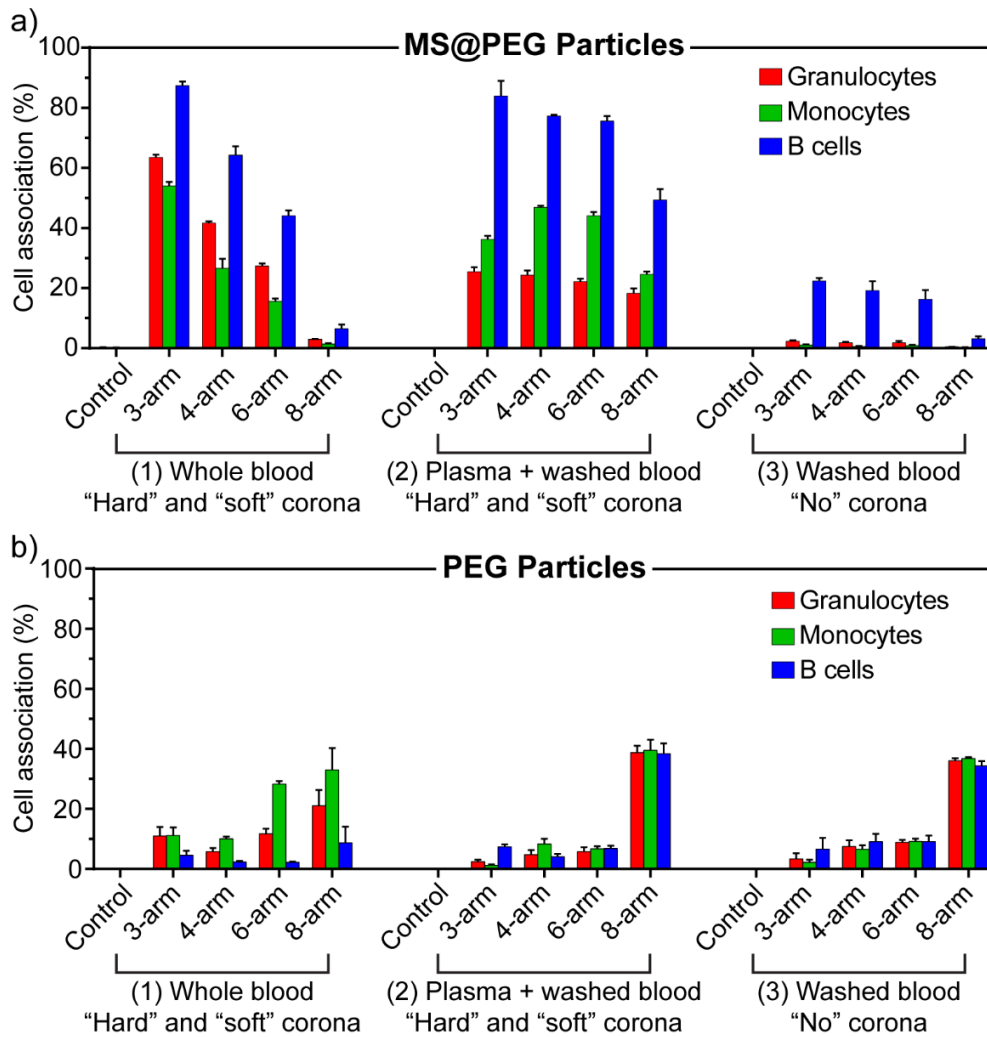 a)
MS@PEG Particles
Cell association (%)
100
80
60
40
20
0
Granulocytes
Monocytes
B cells
Control 3-arm 4-arm 6-arm 8-arm Control 3-arm 4-arm 6-arm 8-arm Control 3-arm 4-arm 6-arm 8-arm
(1) Whole blood (2) Plasma + washed blood (3) Washed blood
“Hard” and “soft” corona “Hard” and “soft” corona “No” corona
b)
PEG Particles
Cell association (%)
100
80
60
40
20
0
Granulocytes
Monocytes
B cells
Control 3-arm 4-arm 6-arm 8-arm Control 3-arm 4-arm 6-arm 8-arm Control 3-arm 4-arm 6-arm 8-arm
(1) Whole blood (2) Plasma + washed blood (3) Washed blood
“Hard” and “soft” corona “Hard” and “soft” corona “No” corona